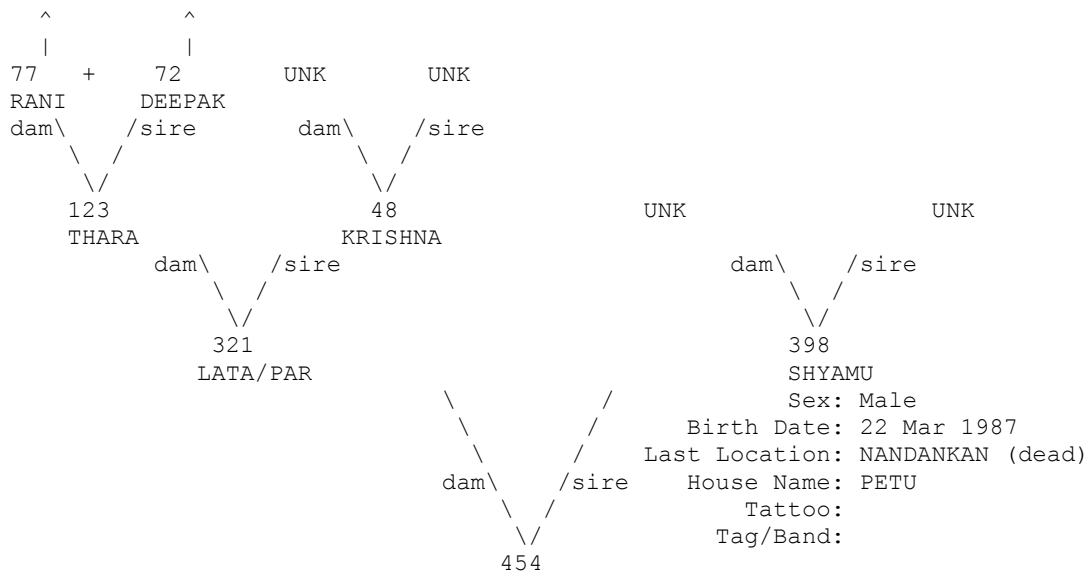 ^ ^
| |
77 + 72 UNK UNK
RANI DEEPAK
dam\ /sire dam\ /sire
\ / \ /
\/ \/
123 48 UNK UNK
THARA KRISHNA
dam\ /sire dam\ /sire
\ / \ /
\/ \/
321 398
LATA/PAR SHYAMU
\ / Sex: Male
\ / Birth Date: 22 Mar 1987
\ / Last Location: NANDANKAN (dead)
dam\ /sire House Name: PETU
\ / Tattoo:
\/ Tag/Band:
454